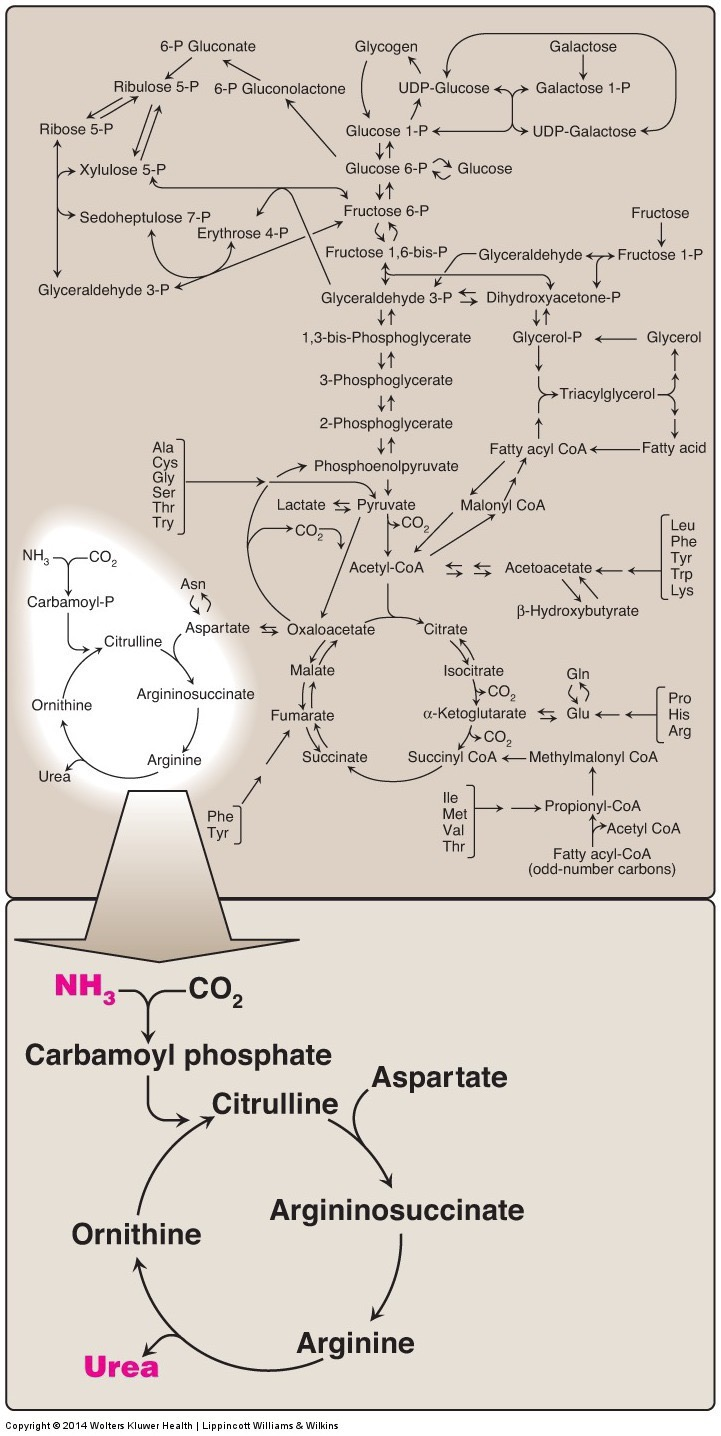 6-P Gluconate
Glycogen
Galactose
Ribulose 5-P
6-P Gluconolactone
UDP-Glucose
Galactose 1-P
Ribose 5-P
Glucose 1-P
UDP-Galactose
Xylulose 5-P
Glucose 6-P
Glucose
Sedoheptulose 7-P
Fructose 6-P
Fructose
Erythrose 4-P
Fructose 1,6-bis-P
Glyceraldehyde
Fructose 1-P
Glyceraldehyde 3-P
Glyceraldehyde 3-P
Dihydroxyacetone-P
1,3-bis-Phosphoglycerate
Glycerol-P
Glycerol
3-Phosphoglycerate
Triacylglycerol
2-Phosphoglycerate
Ala
Cys
Gly
Ser
Thr
Try
Fatty acyl CoA
Fatty acid
Phosphoenolpyruvate
Lactate
Pyruvate
Malonyl CoA
CO2
CO2
Leu
Phe
Tyr
Trp
Lys
NH3
CO2
Acetyl-CoA
Acetoacetate
Asn
β-Hydroxybutyrate
Carbamoyl-P
Citrulline
Aspartate
Oxaloacetate
Citrate
Malate
Isocitrate
Gln
Argininosuccinate
CO2
Ornithine
Fumarate
α-Ketoglutarate
Glu
Pro
His
Arg
CO2
Arginine
Succinate
Succinyl CoA
Methylmalonyl CoA
Urea
Phe
Tyr
Ile
Met
Val
Thr
Propionyl-CoA
Acetyl CoA
Fatty acyl-CoA
(odd-number carbons)
NH3
CO2
Carbamoyl phosphate
Aspartate
Citrulline
Argininosuccinate
Ornithine
Arginine
Urea
Copyright © 2014 Wolters Kluwer Health | Lippincott Williams & Wilkins